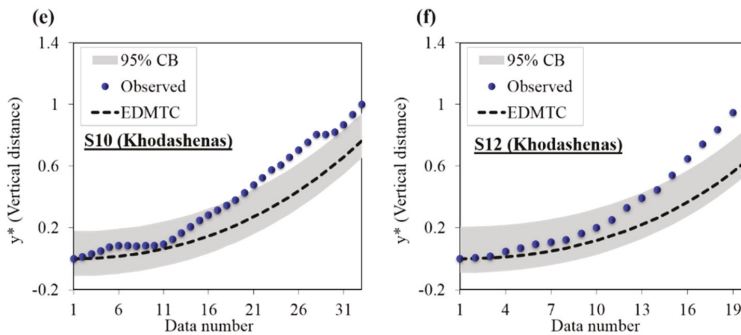 (e)
y* (Vertical distance)
1.4
1
0.6
0.2
-0.2
95% CB
Observed
EDMTC
S10 (Khodashenas)
1 6 11 16 21 26 31
Data number
(f)
y* (Vertical distance)
1.4
1
0.6
0.2
-0.2
95% CB
Observed
EDMTC
S12 (Khodashenas)
1 4 7 10 13 16 19
Data number